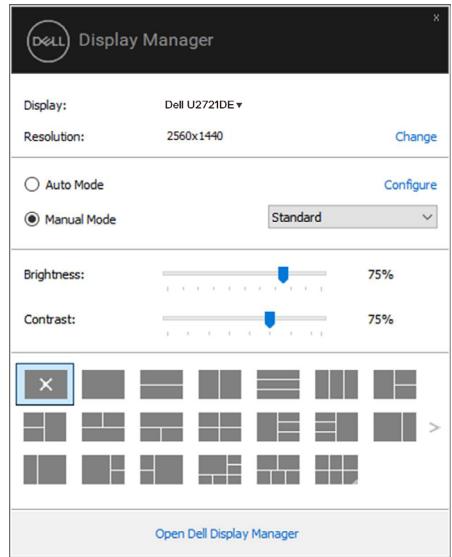 x
DELL Display Manager
Display: Dell U2721DE
Resolution: 2560x1440 Change
Auto Mode Configure
Manual Mode Standard
Brightness: 75%
Contrast: 75%
Open Dell Display Manager